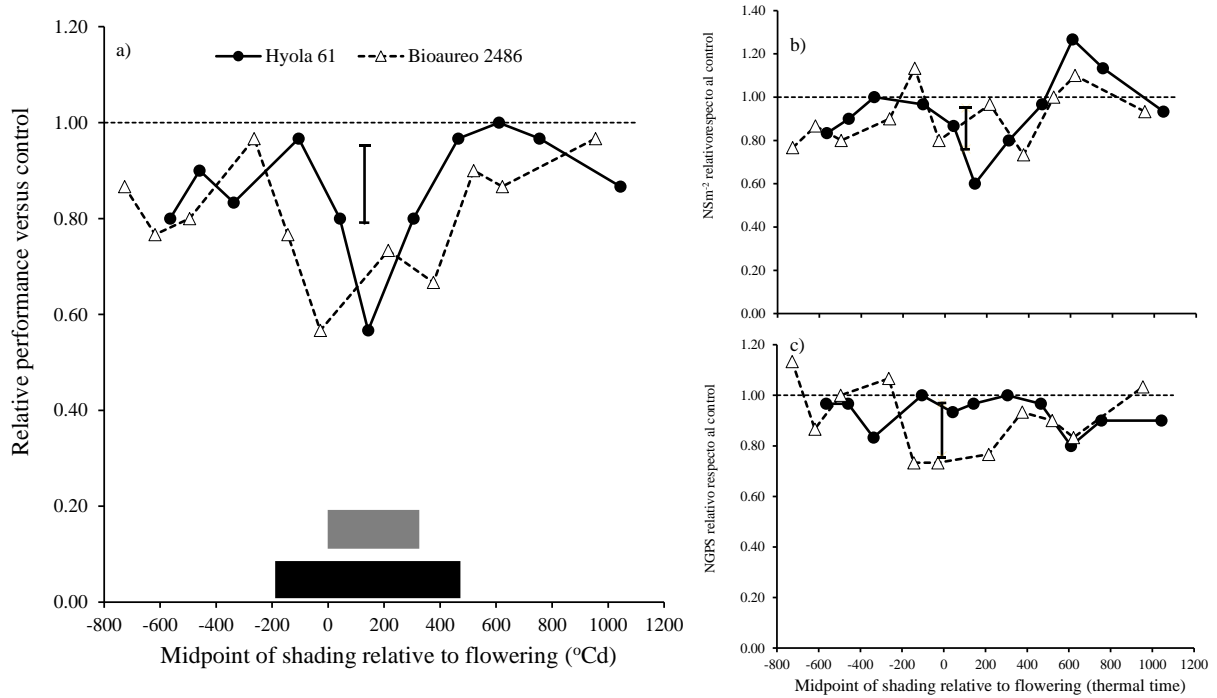 a)
Hyola 61
Bioaureo 2486
Relative performance versus control
1.20
1.00
0.80
0.60
0.40
0.20
0.00
-800 -600 -400 -200 0 200 400 600 800 1000 1200
Midpoint of shading relative to flowering (ºCd)
b)
NSm⁻² relativorespecto al control
1.40
1.20
1.00
0.80
0.60
0.40
0.20
0.00
-800 -600 -400 -200 0 200 400 600 800 1000 1200
c)
NGPS relativo respecto al control
1.20
1.00
0.80
0.60
0.40
0.20
0.00
-800 -600 -400 -200 0 200 400 600 800 1000 1200
Midpoint of shading relative to flowering (thermal time)